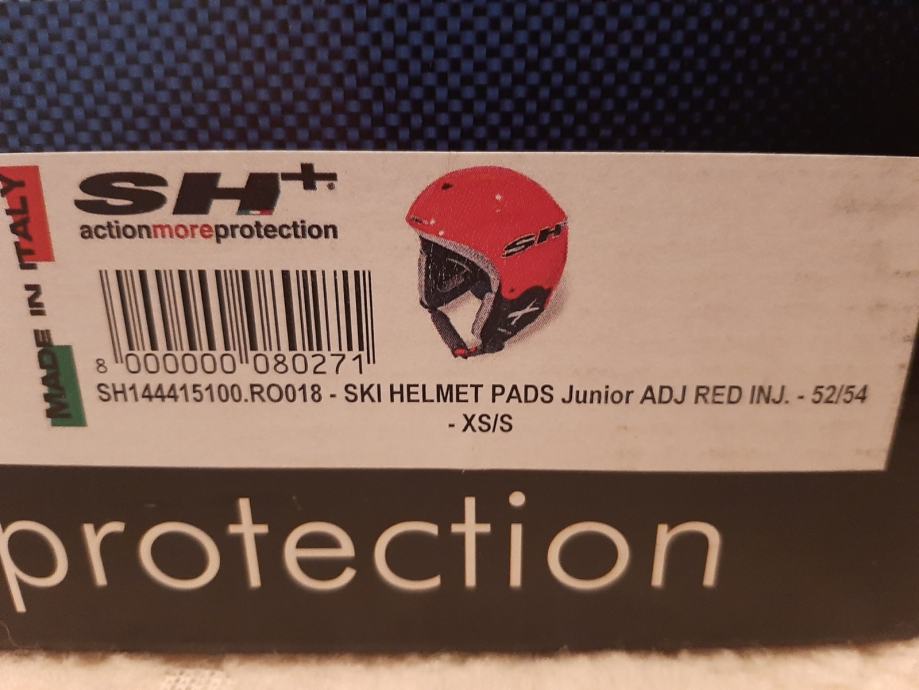 MADE IN ITALY
SH+
actionmoreprotection
SH
8 000000 080271
SH144415100.RO018 - SKI HELMET PADS Junior ADJ RED INJ. - 52/54
- XS/S
protection